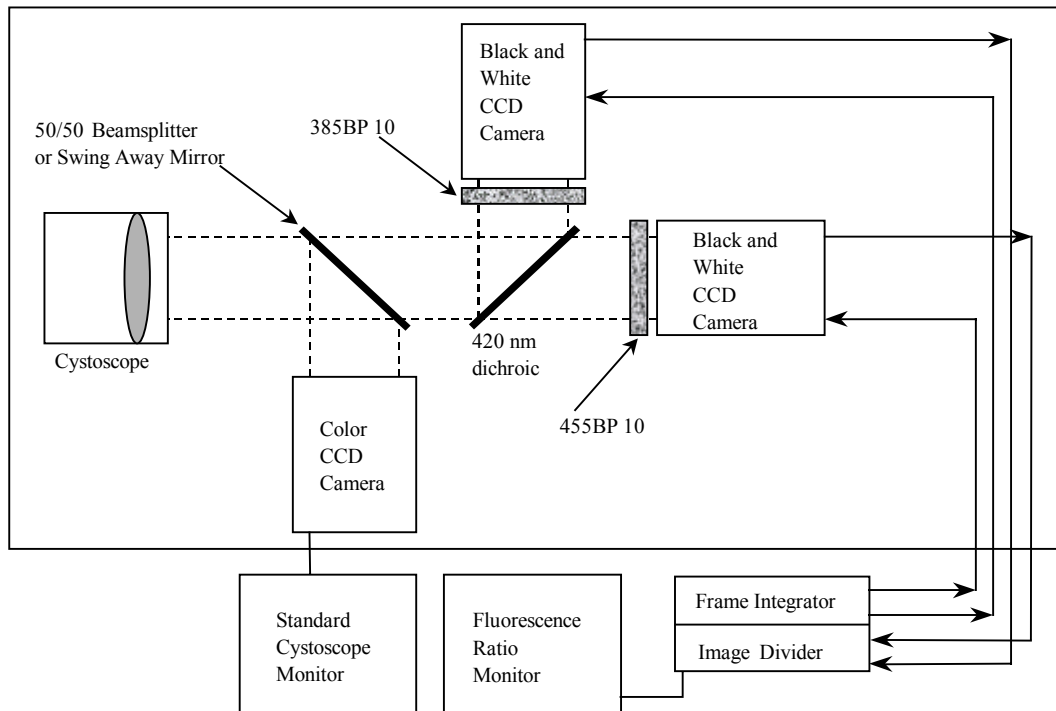 Black and
White
CCD
Camera
50/50 Beamsplitter
or Swing Away Mirror
385BP 10
Black and
White
CCD
Camera
420 nm
dichroic
Cystoscope
455BP 10
Color
CCD
Camera
Standard
Cystoscope
Monitor
Fluorescence
Ratio
Monitor
Frame Integrator
Image Divider